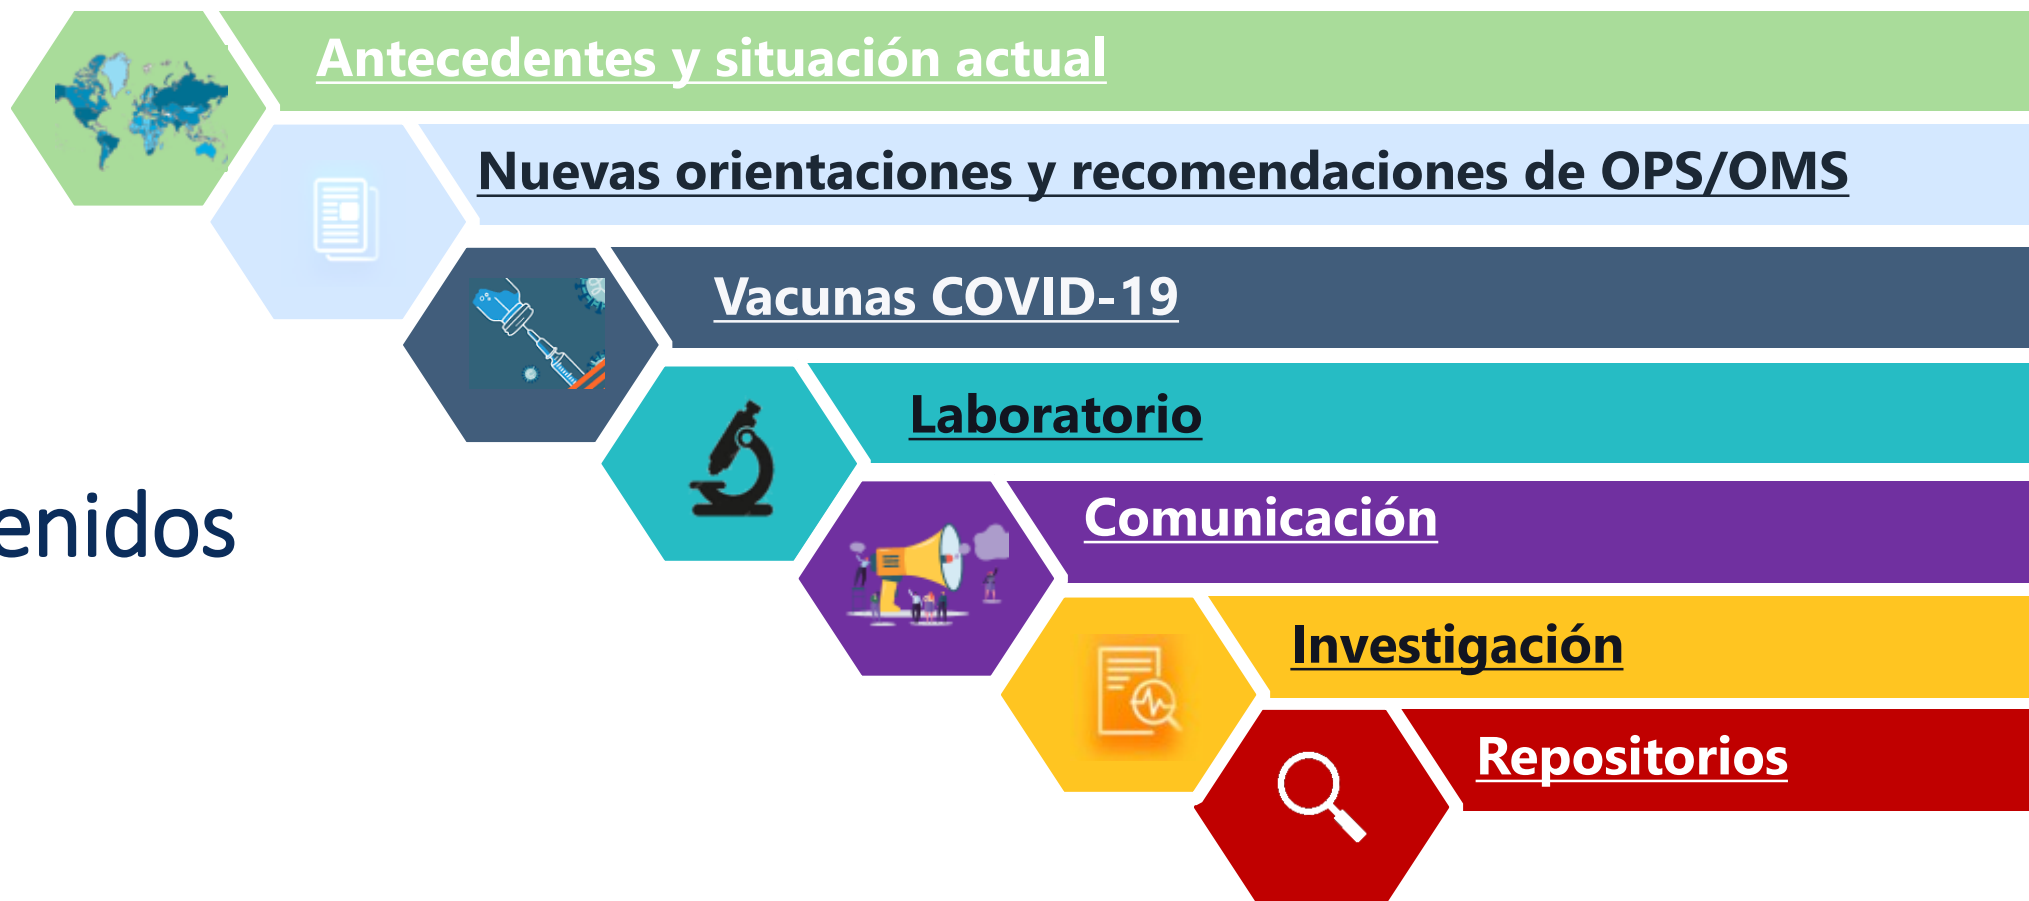 Antecedentes y situación actual
Nuevas orientaciones y recomendaciones de OPS/OMS
Vacunas COVID-19
Laboratorio
enidos
Comunicación
Investigación
Repositorios